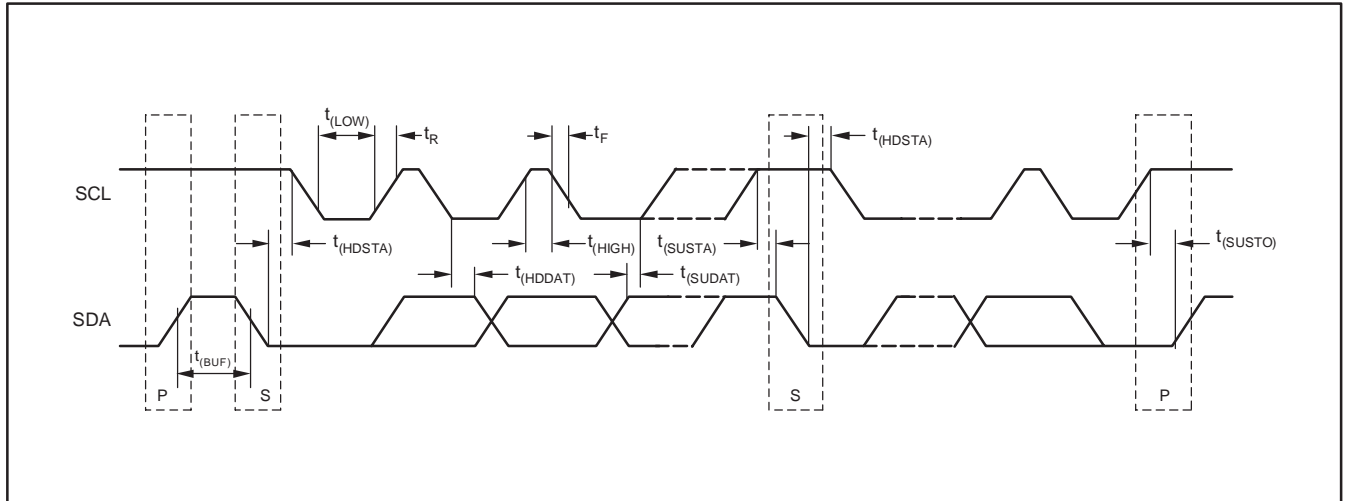 t(LOW)
tR
tF
t(HDSTA)
SCL
t(HDSTA)
t(HIGH)
t(SUSTA)
t(SUSTO)
t(HDDAT)
t(SUDAT)
SDA
t(BUF)
P
S
S
P